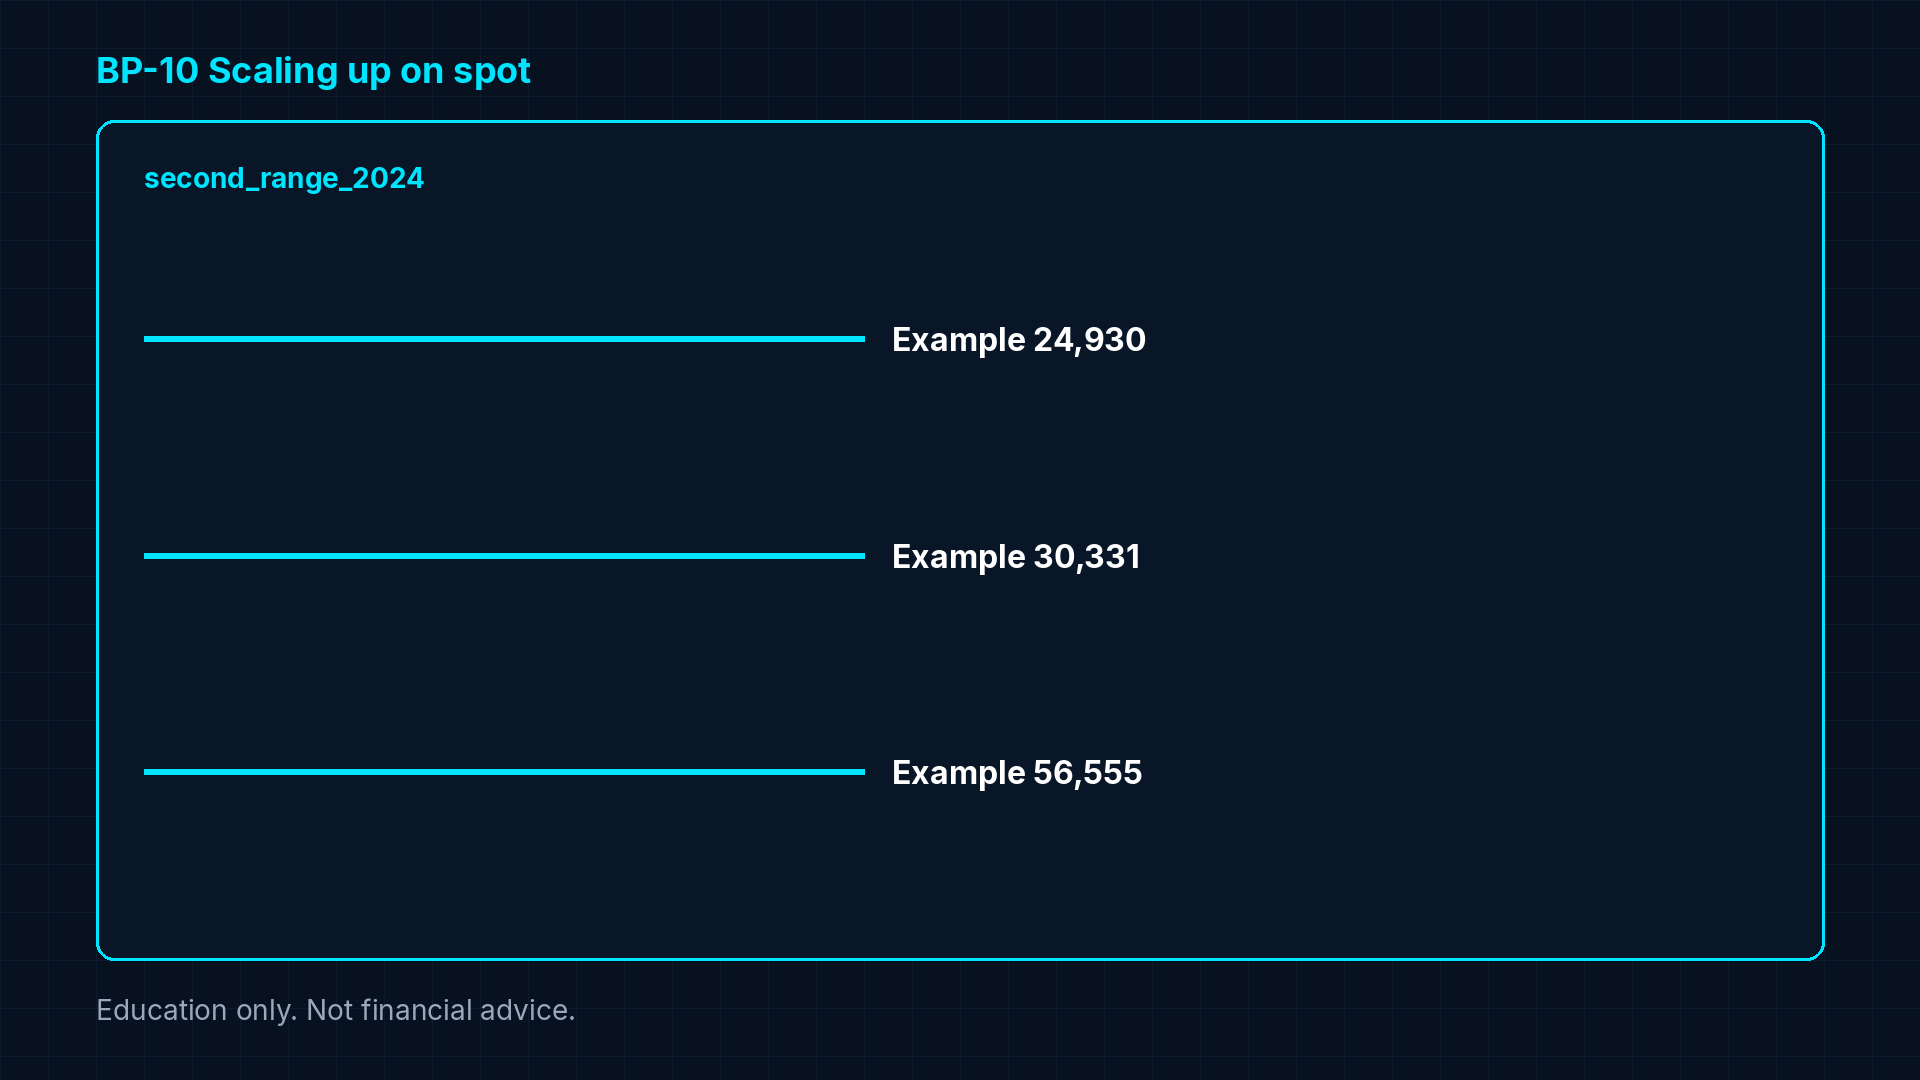 BP-10 Scaling up on spot
second_range_2024
Example 24,930
Example 30,331
Example 56,555
Education only. Not financial advice.